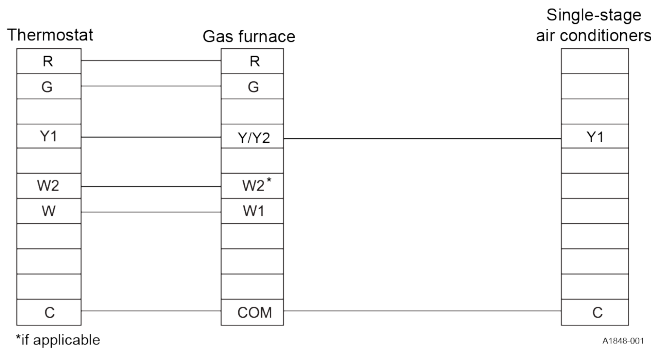 Single-stage
air conditioners
Thermostat Gas furnace
R R
G G
Y1 Y/Y2 Y1
W2 W2*
W W1
C COM C
*if applicable
A1848-001